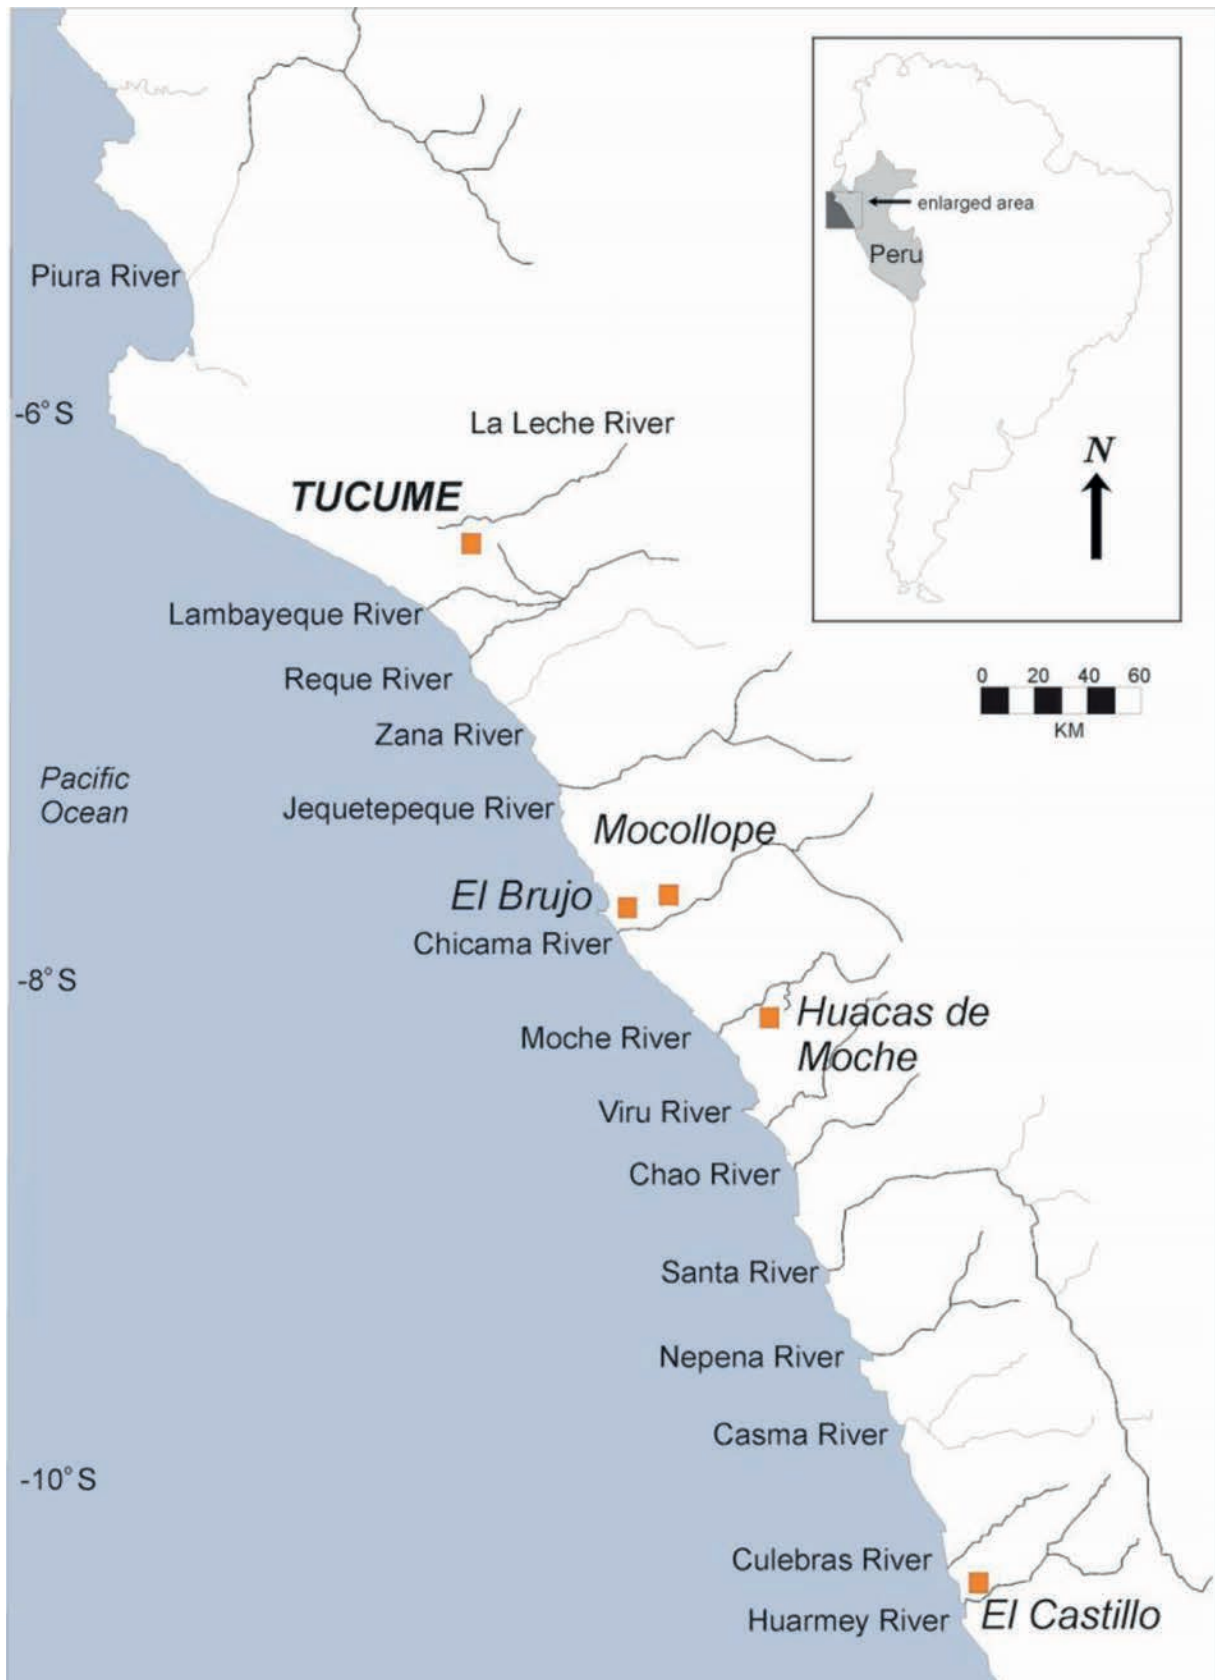 enlarged area
Peru
Piura River
-6°S
La Leche River
N
TUCUME
Lambayeque River
Reque River
0 20 40 60
KM
Zana River
Pacific
Ocean
Jequetepeque River
Mocollope
El Brujo
Chicama River
-8°S
Huacas de
Moche
Moche River
Viru River
Chao River
Santa River
Nepena River
Casma River
-10°S
Culebras River
Huarmey River
El Castillo